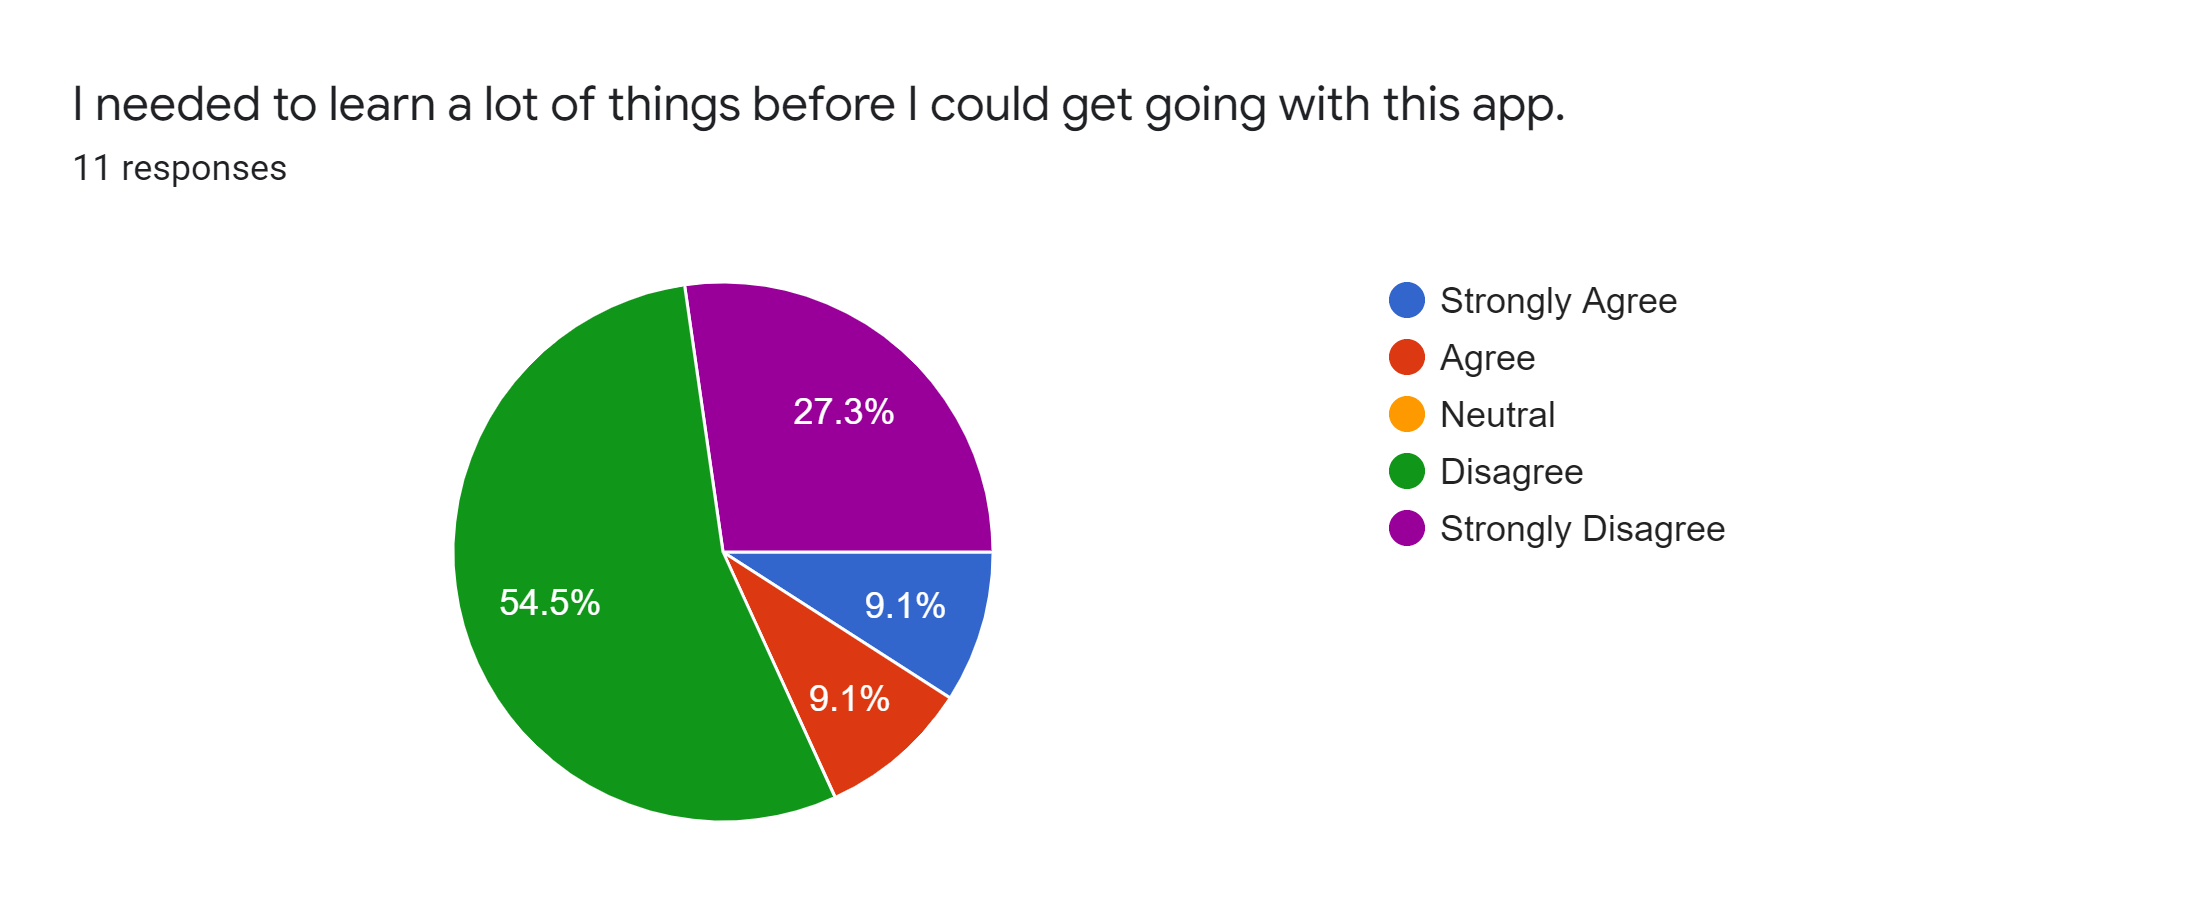 I needed to learn a lot of things before I could get going with this app.
11 responses
27.3%
54.5%
9.1%
9.1%
Strongly Agree
Agree
Neutral
Disagree
Strongly Disagree